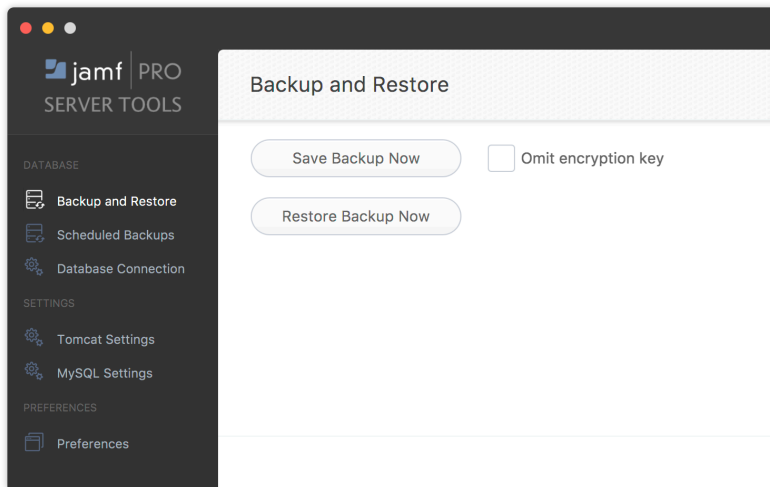 jamf PRO
SERVER TOOLS
DATABASE
Backup and Restore
Scheduled Backups
Database Connection
SETTINGS
Tomcat Settings
MySQL Settings
PREFERENCES
Preferences
Backup and Restore
Save Backup Now Omit encryption key
Restore Backup Now